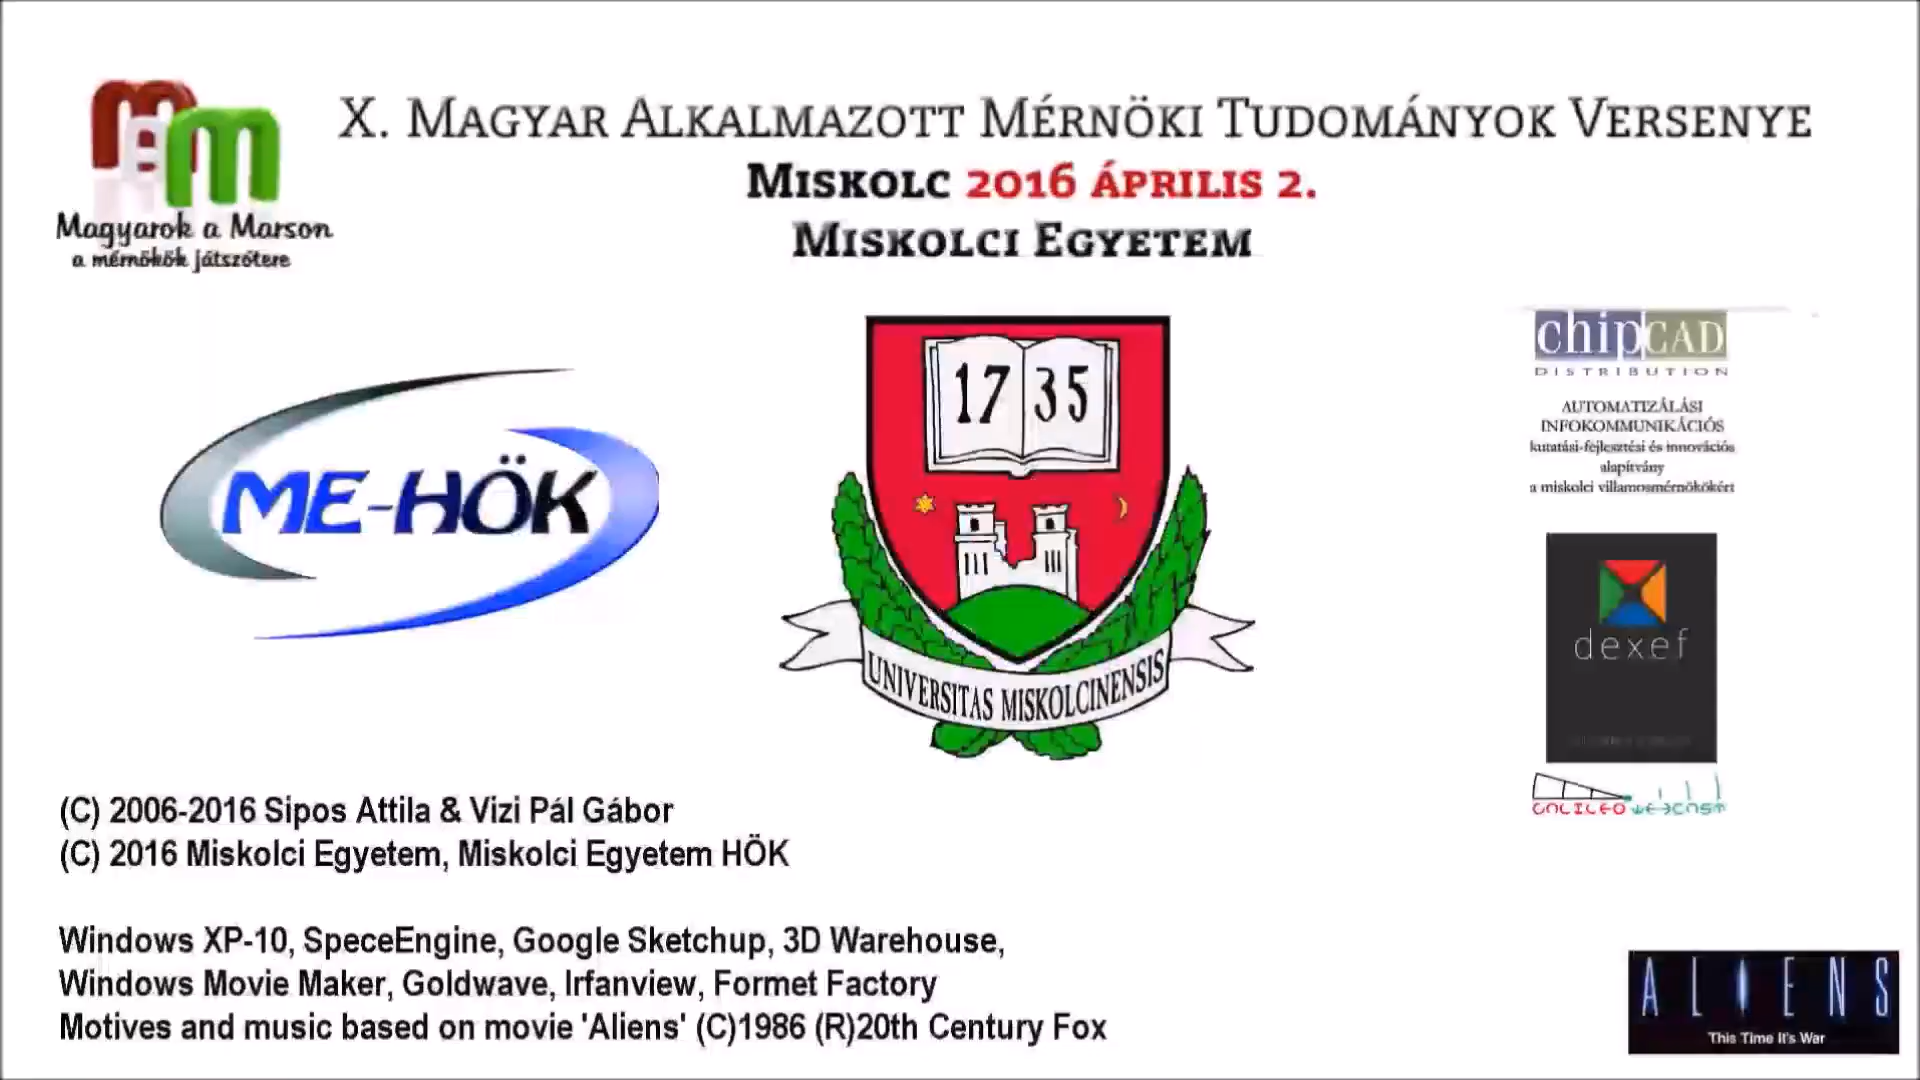 X. MAGYAR ALKALMAZOTT MÉRNÖKI TUDOMÁNYOK VERSENYE
MISKOLC 2016 ÁPRILIS 2.
MISKOLCI EGYETEM
MaM
Magyarok a Marson
a mérnökök játszótere
ME-HÖK
17 35
UNIVERSITAS MISKOLCINENSIS
chipCAD
DISTRIBUTION
AUTOMATIZÁLÁSI
INFOKOMMUNIKÁCIÓS
kutatási-fejlesztési és innovációs
alapítvány
a miskolci villamosmérnökökért
dexef
GALILEO WEBCAST
(C) 2006-2016 Sipos Attila & Vizi Pál Gábor
(C) 2016 Miskolci Egyetem, Miskolci Egyetem HÖK
Windows XP-10, SpeceEngine, Google Sketchup, 3D Warehouse,
Windows Movie Maker, Goldwave, Irfanview, Formet Factory
Motives and music based on movie 'Aliens' (C)1986 (R)20th Century Fox
ALIENS
This Time It's War